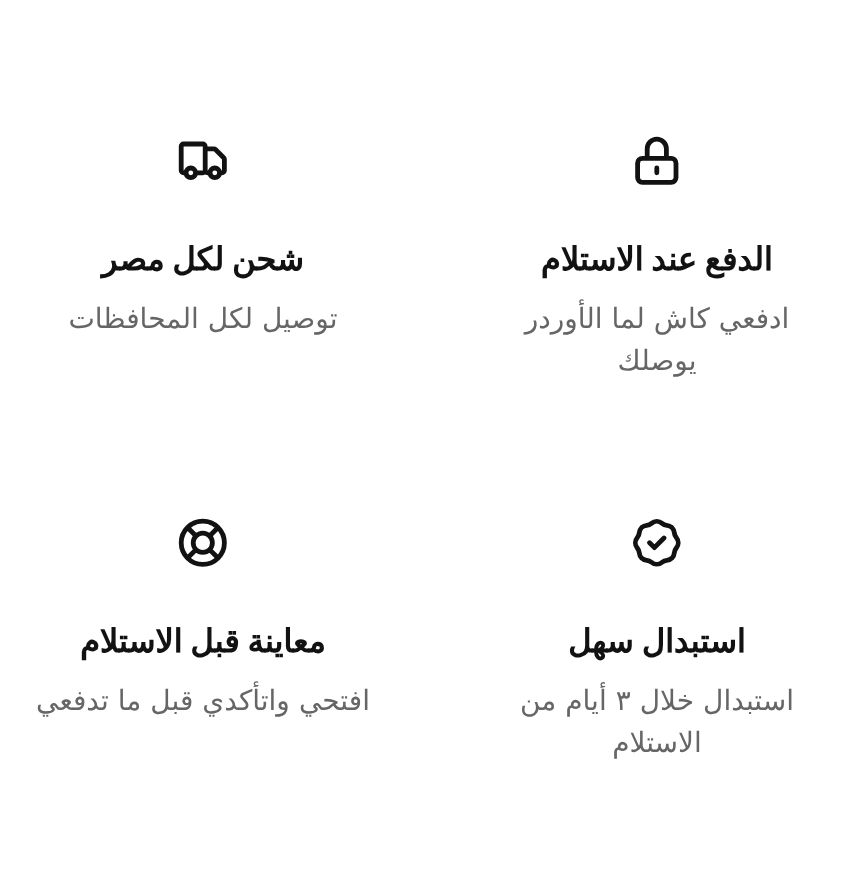 الدفع عند الاستلام
ادفعي كاش لما الأوردر
يوصلك
شحن لكل مصر
توصيل لكل المحافظات
استبدال سهل
استبدال خلال ٣ أيام من
الاستلام
معاينة قبل الاستلام
افتحي واتأكدي قبل ما تدفعي